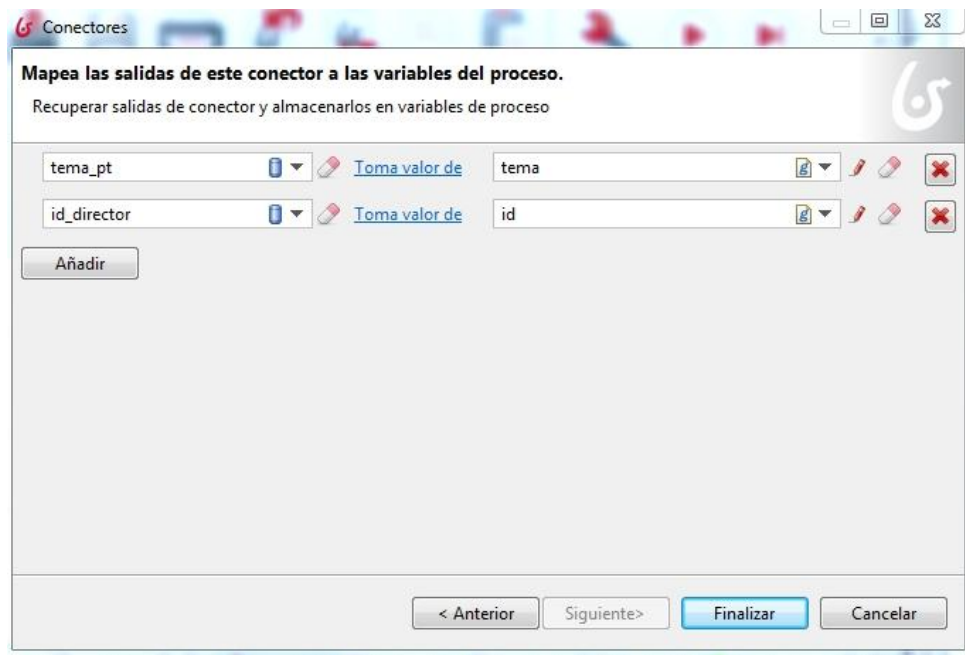 Conectores
Mapea las salidas de este conector a las variables del proceso.
Recuperar salidas de conector y almacenarlos en variables de proceso
tema_pt Toma valor de tema
id_director Toma valor de id
Añadir
< Anterior Siguiente> Finalizar Cancelar